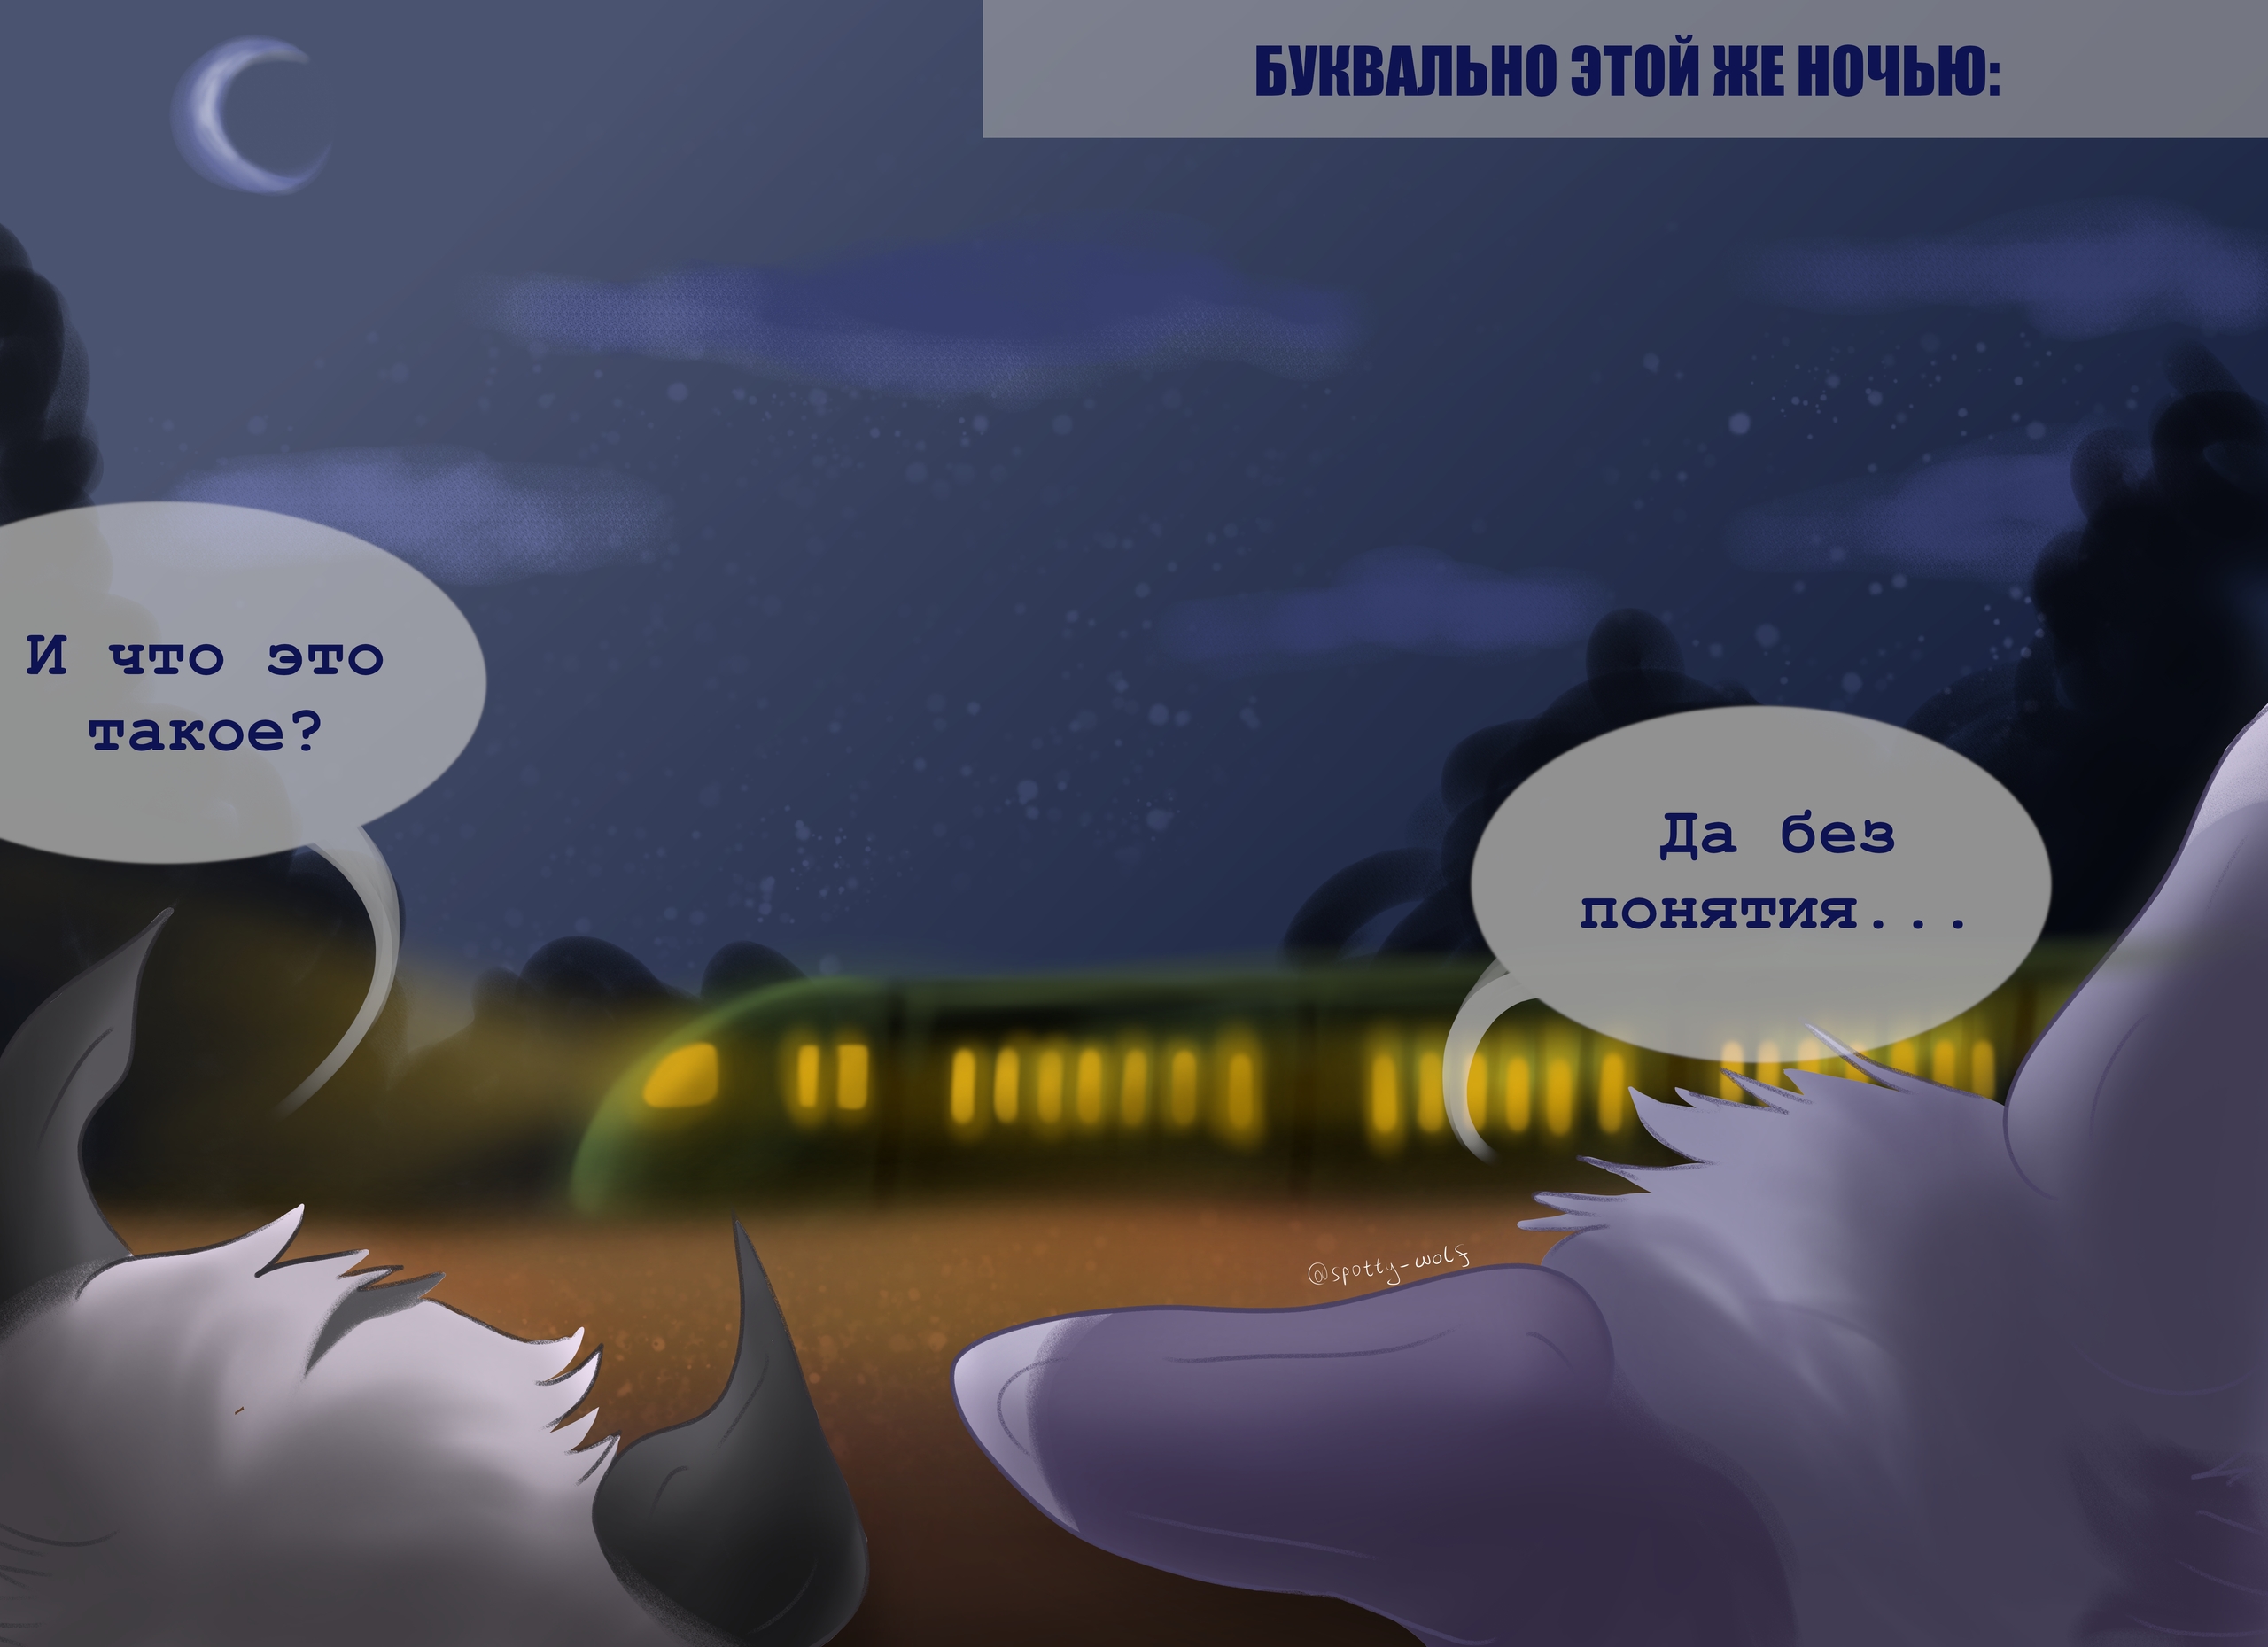 БУКВАЛЬНО ЭТОЙ ЖЕ НОЧЬЮ:
И что это
такое?
Да без
понятия...
@spotty-wolf